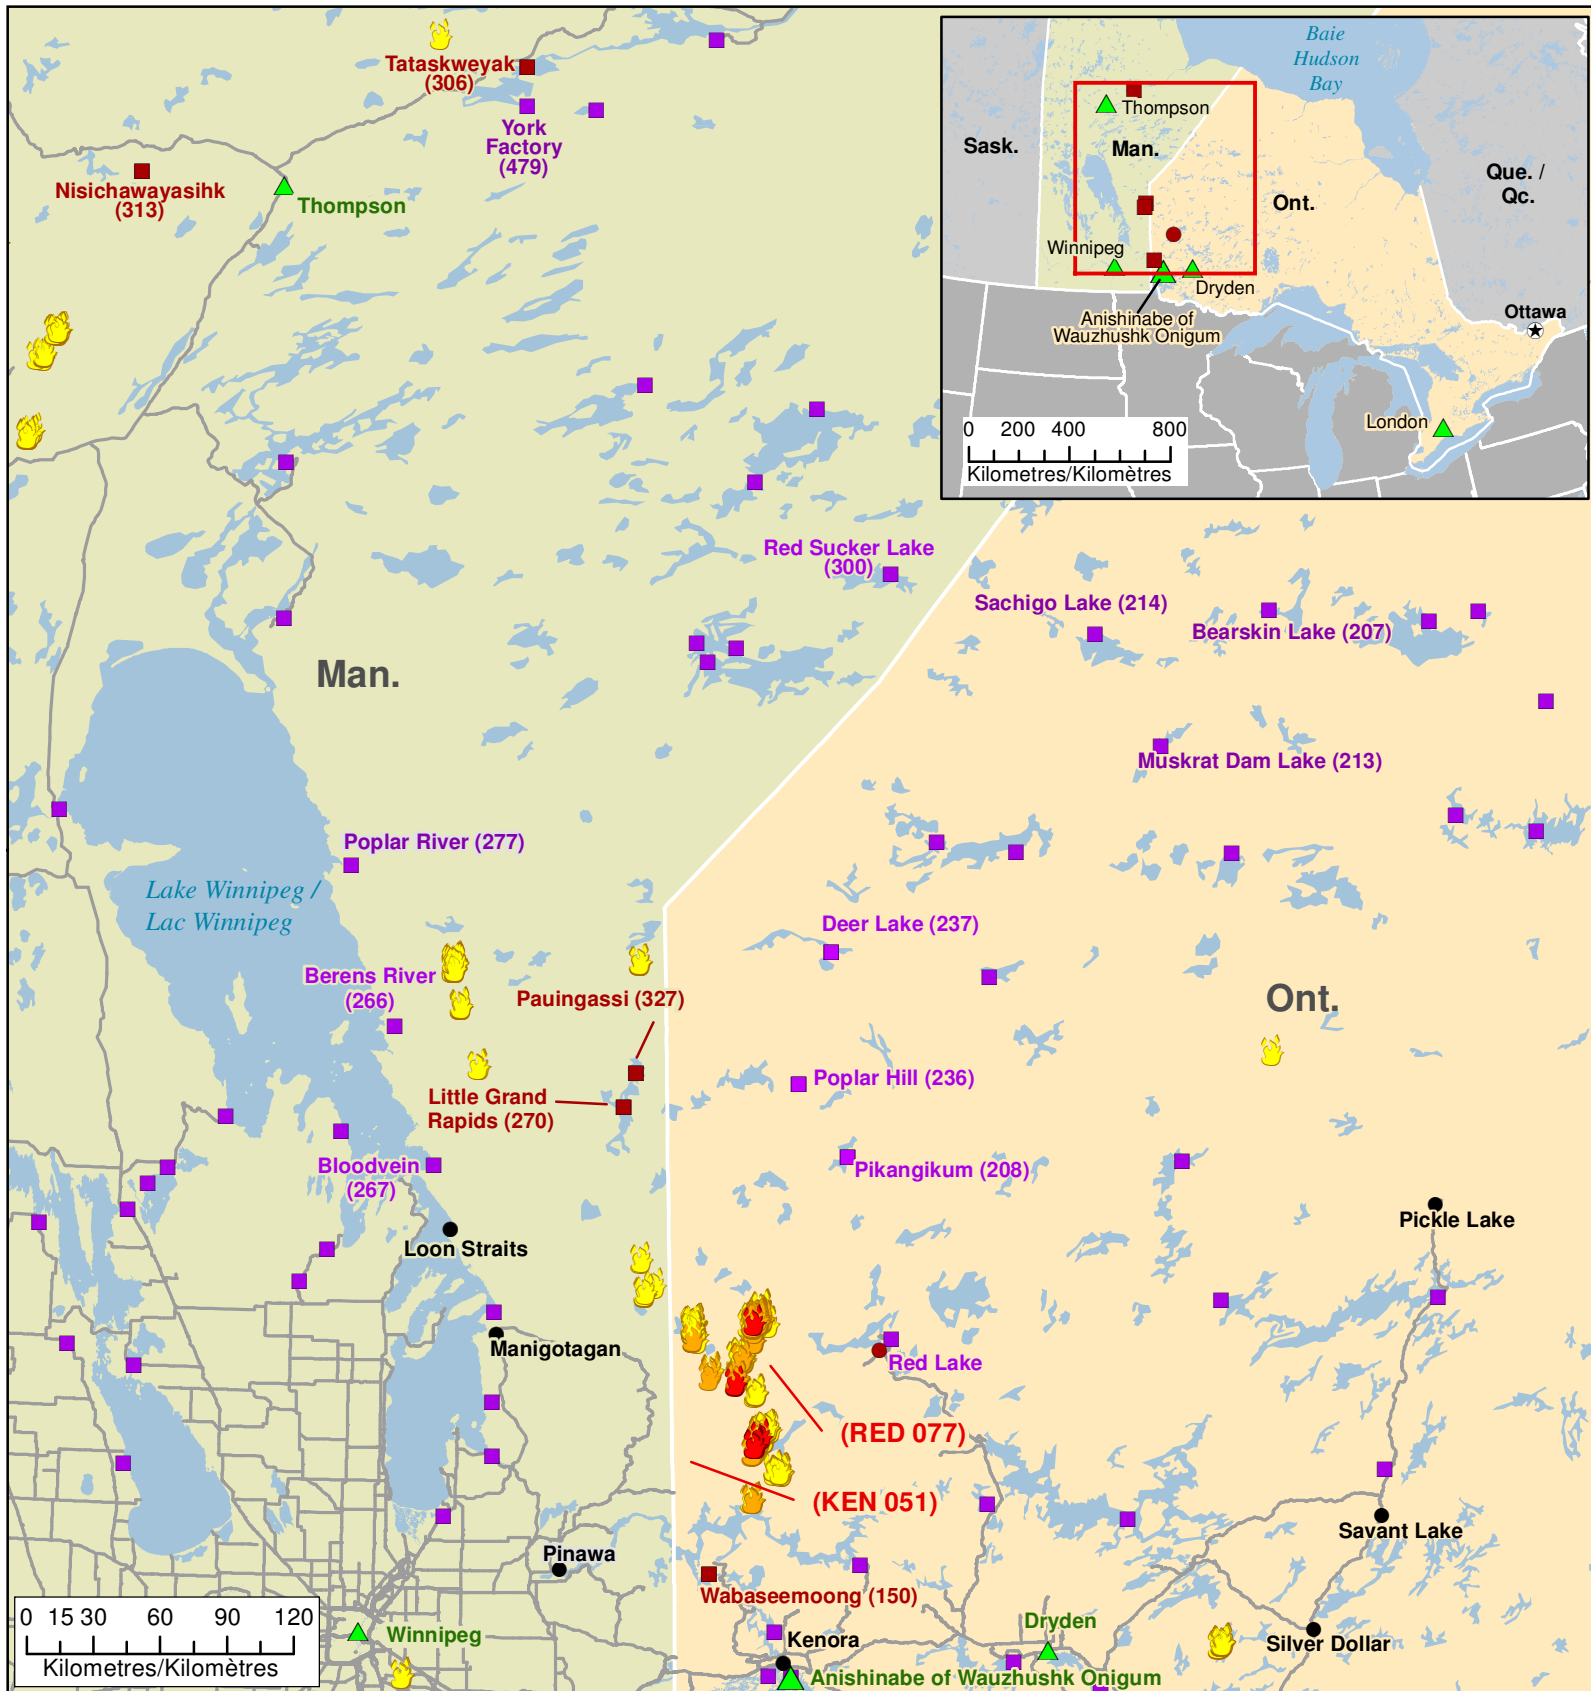 Tataskweyak
(306)
York
Factory
(479)
Nisichawayasihk
(313)
Thompson
Baie
Hudson
Bay
Thompson
Sask.
Man.
Que. /
Qc.
Ont.
Winnipeg
Dryden
Anishinabe of
Wauzhushk Onigum
Ottawa
London
0 200 400 800
Kilometres/Kilomètres
Red Sucker Lake
(300)
Sachigo Lake (214)
Bearskin Lake (207)
Man.
Muskrat Dam Lake (213)
Poplar River (277)
Lake Winnipeg /
Lac Winnipeg
Deer Lake (237)
Berens River
(266)
Pauingassi (327)
Ont.
Poplar Hill (236)
Little Grand
Rapids (270)
Bloodvein
(267)
Pikangikum (208)
Pickle Lake
Loon Straits
Manigotagan
Red Lake
(RED 077)
(KEN 051)
Savant Lake
Pinawa
Wabaseemoong (150)
0 15 30 60 90 120
Kilometres/Kilomètres
Winnipeg
Dryden
Kenora
Silver Dollar
Anishinabe of Wauzhushk Onigum